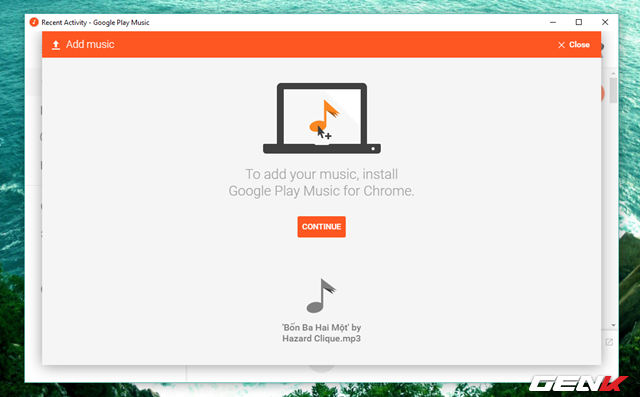 Recent Activity - Google Play Music
Add music
Close
To add your music, install
Google Play Music for Chrome.
CONTINUE
'Bốn Ba Hai Một' by
Hazard Clique.mp3
GENK